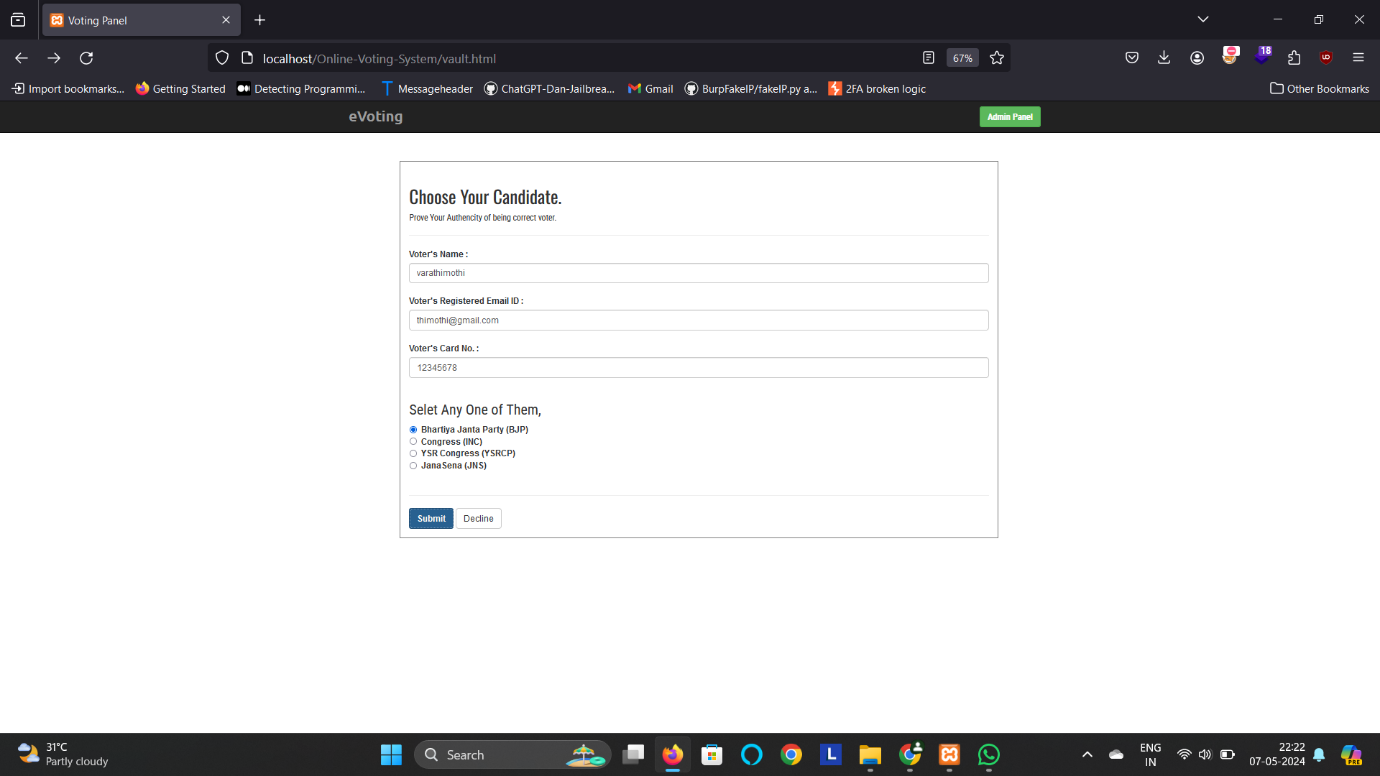 Voting Panel
localhost/Online-Voting-System/vault.html
67%
18
Import bookmarks...
Getting Started
Detecting Programmi...
Messageheader
ChatGPT-Dan-Jailbrea...
Gmail
BurpFakeIP/fakeIP.py a...
2FA broken logic
Other Bookmarks
eVoting
Admin Panel
Choose Your Candidate.
Prove Your Authencity of being correct voter.
Voter's Name :
varathimothi
Voter's Registered Email ID :
thimothi@gmail.com
Voter's Card No. :
12345678
Selet Any One of Them,
Bhartiya Janta Party (BJP)
Congress (INC)
YSR Congress (YSRCP)
JanaSena (JNS)
Submit
Decline
31°C
Partly cloudy
Search
L
ENG
IN
22:22
07-05-2024
PRE